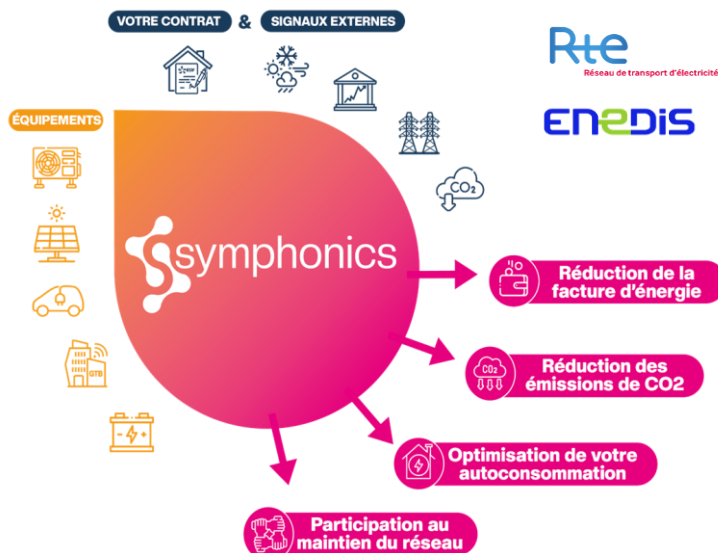 VOTRE CONTRAT & SIGNAUX EXTERNES
Rte
Réseau de transport d'électricité
ENEDIS
ÉQUIPEMENTS
CO2
symphonics
GTB
Réduction de la
facture d'énergie
CO2
Réduction des
émissions de CO2
Optimisation de votre
autoconsommation
Participation au
maintien du réseau